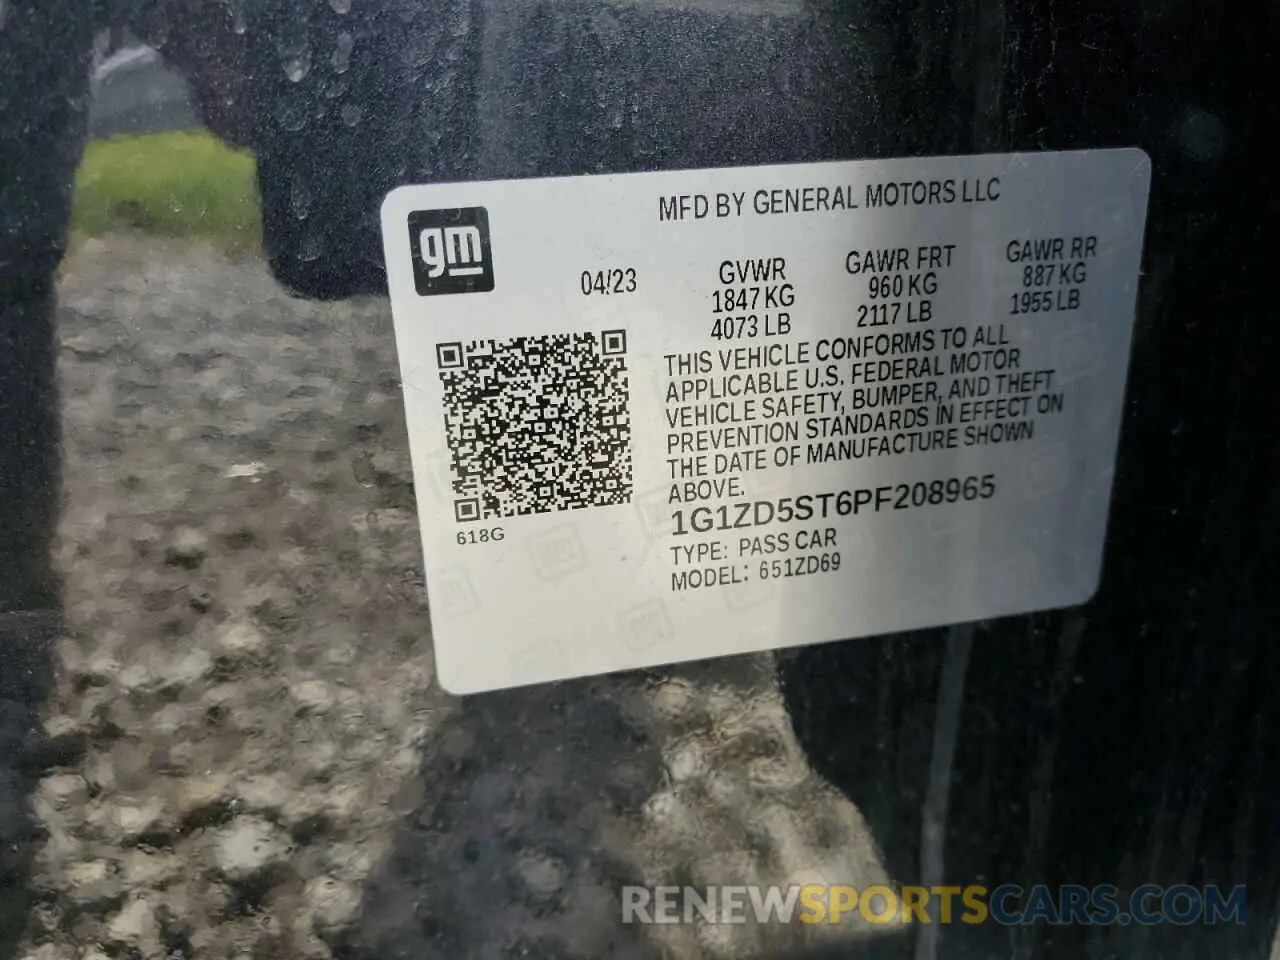 MFD BY GENERAL MOTORS LLC
gm
04/23
GVWR
1847 KG
4073 LB
GAWR FRT
960 KG
2117 LB
GAWR RR
887 KG
1955 LB
THIS VEHICLE CONFORMS TO ALL
APPLICABLE U.S. FEDERAL MOTOR
VEHICLE SAFETY, BUMPER, AND THEFT
PREVENTION STANDARDS IN EFFECT ON
THE DATE OF MANUFACTURE SHOWN
ABOVE.
1G1ZD5ST6PF208965
TYPE: PASS CAR
MODEL: 651ZD69
618G
RENEWSPORTSCARS.COM